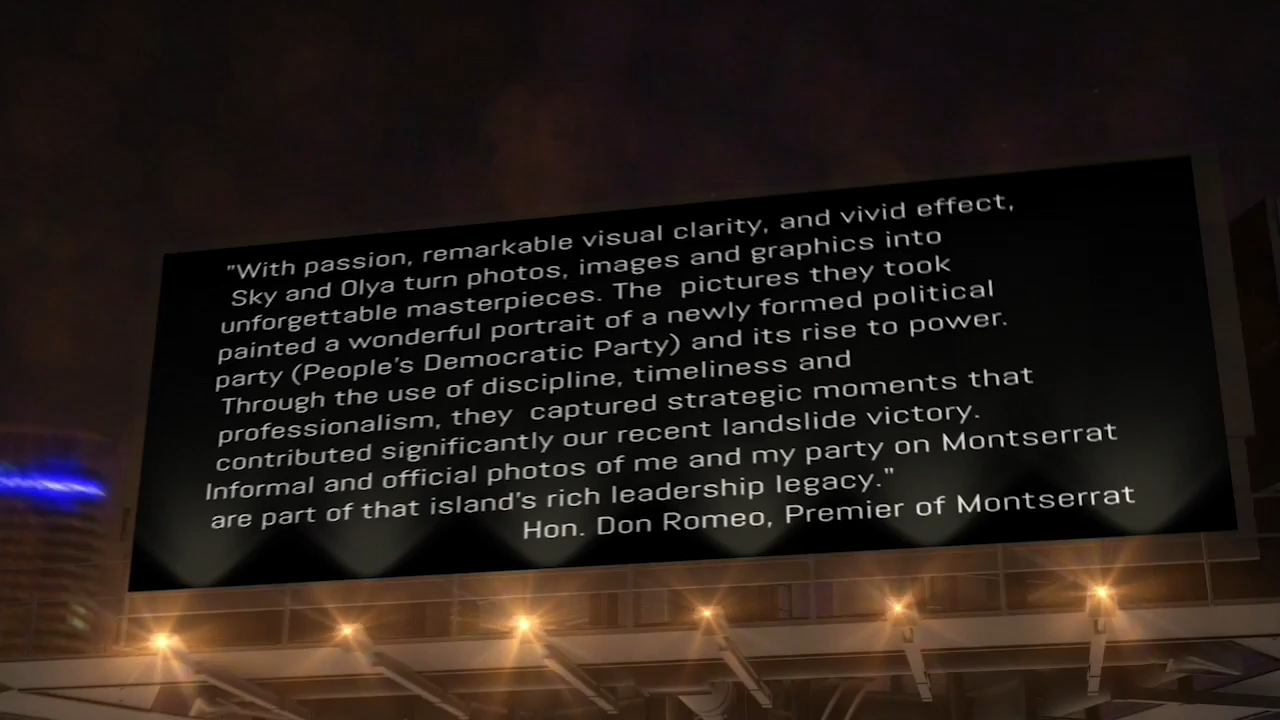 "With passion, remarkable visual clarity, and vivid effect,
Sky and Olya turn photos, images and graphics into
unforgettable masterpieces. The pictures they took
painted a wonderful portrait of a newly formed political
party (People's Democratic Party) and its rise to power.
Through the use of discipline, timeliness and
professionalism, they captured strategic moments that
contributed significantly our recent landslide victory.
Informal and official photos of me and my party on Montserrat
are part of that island's rich leadership legacy."
Hon. Don Romeo, Premier of Montserrat